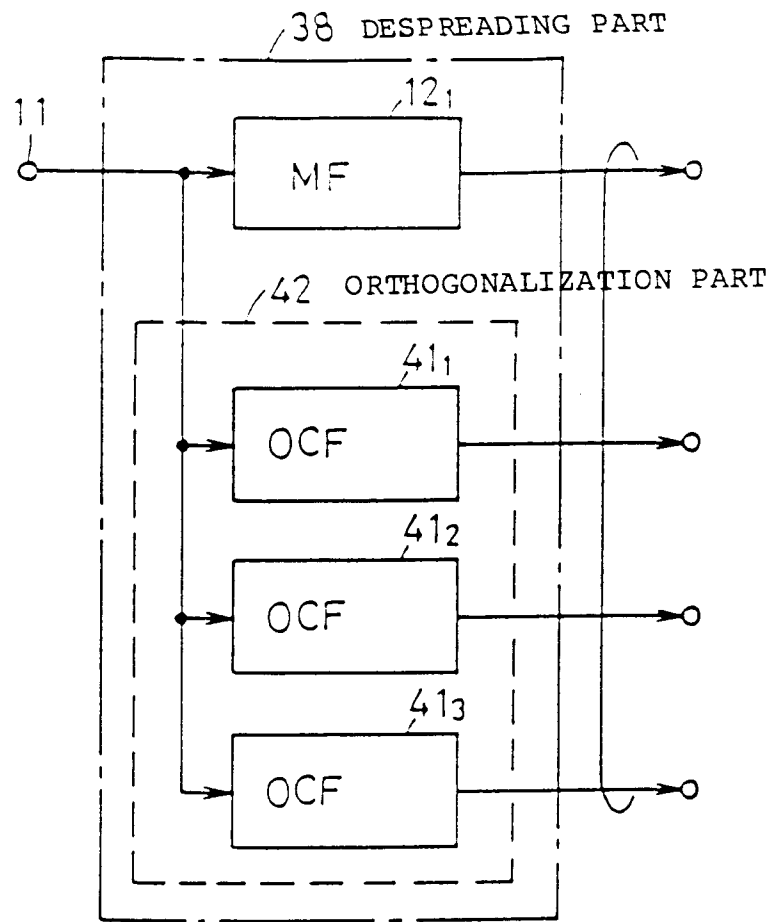 38 DESPREADING PART
11
12₁
MF
42 ORTHOGONALIZATION PART
41₁
OCF
41₂
OCF
41₃
OCF